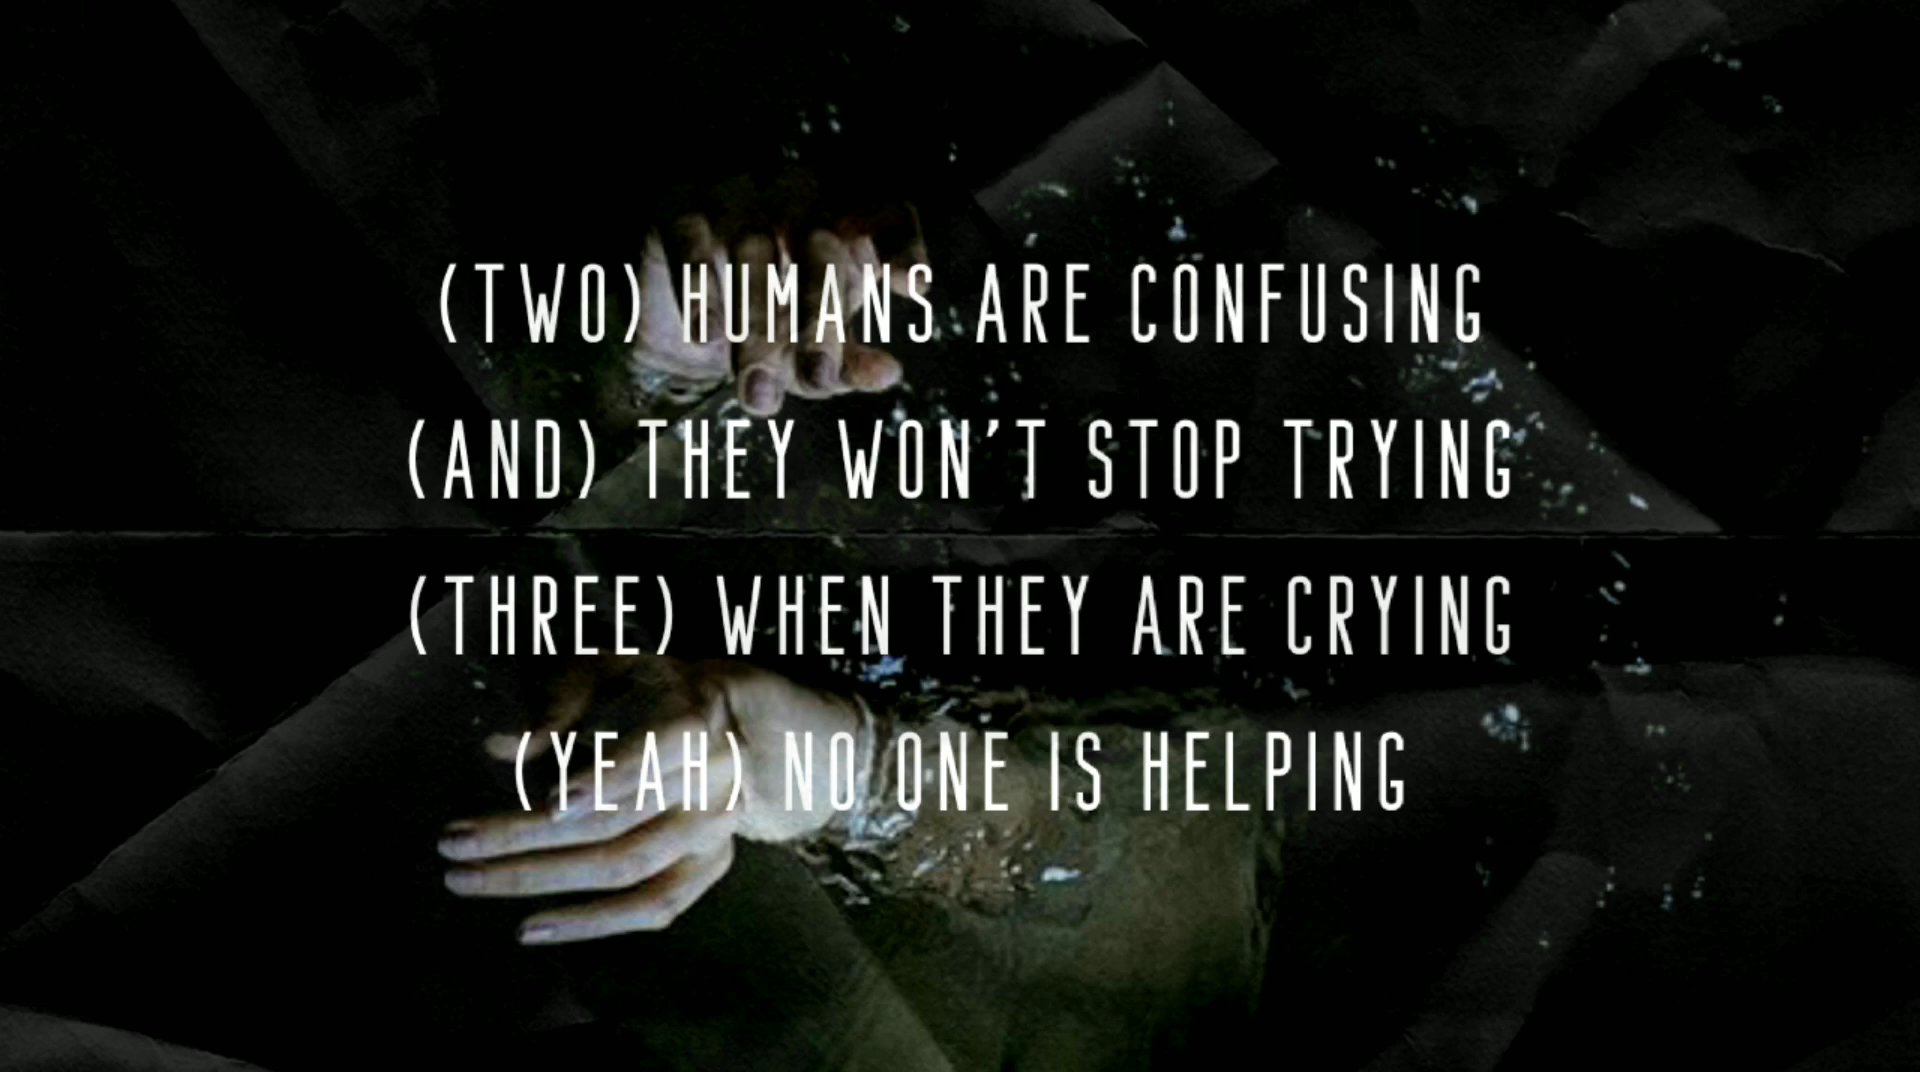 (TWO) HUMANS ARE CONFUSING
(AND) THEY WON'T STOP TRYING
(THREE) WHEN THEY ARE CRYING
(YEAH) NO ONE IS HELPING